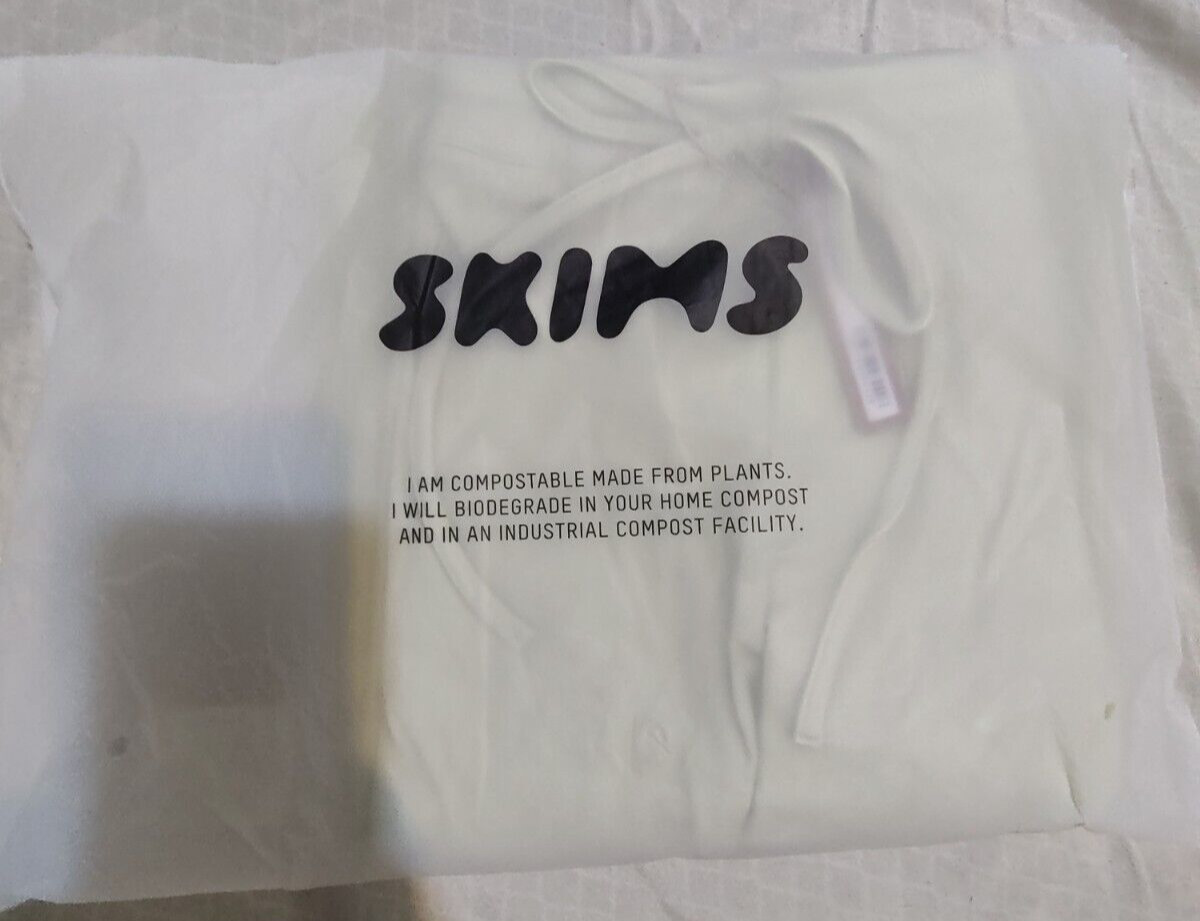 SKIMS
I AM COMPOSTABLE MADE FROM PLANTS.
I WILL BIODEGRADE IN YOUR HOME COMPOST
AND IN AN INDUSTRIAL COMPOST FACILITY.